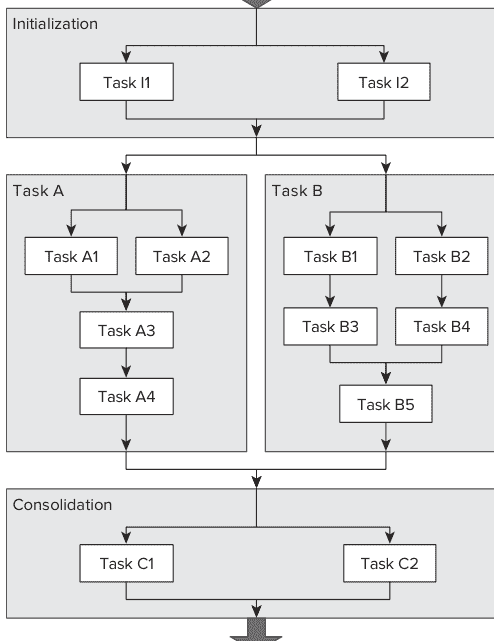 Initialization
Task I1
Task I2
Task A
Task B
Task A1
Task A2
Task B1
Task B2
Task A3
Task B3
Task B4
Task A4
Task B5
Consolidation
Task C1
Task C2